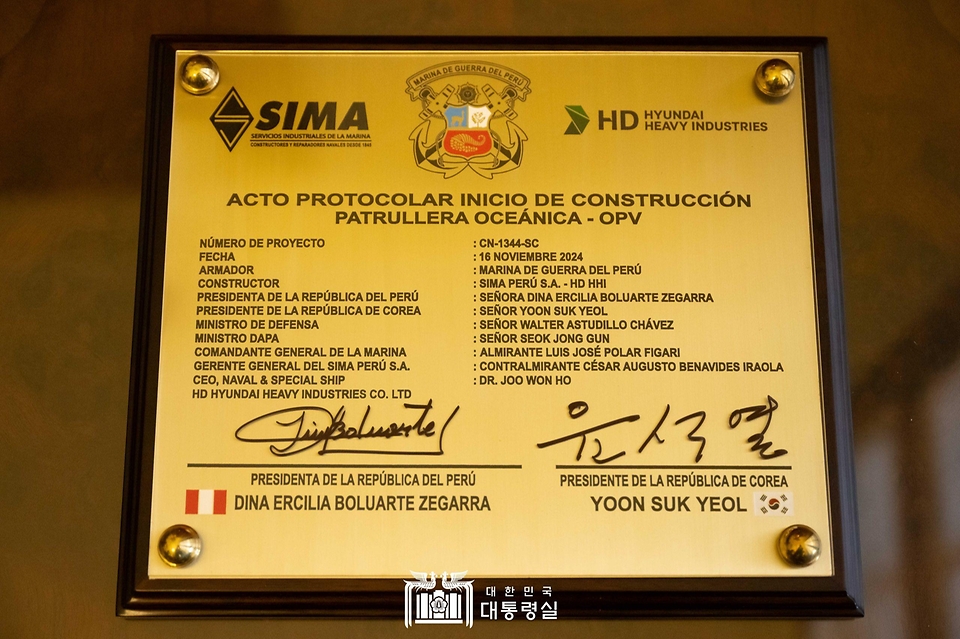 MARINA DE GUERRA DEL PERÚ
SIMA
SERVICIOS INDUSTRIALES DE LA MARINA
CONSTRUCTORES Y REPARADORES NAVALES DESDE 1845
HD HYUNDAI
HEAVY INDUSTRIES
ACTO PROTOCOLAR INICIO DE CONSTRUCCIÓN
PATRULLERA OCEÁNICA - OPV
NÚMERO DE PROYECTO : CN-1344-SC
FECHA : 16 NOVIEMBRE 2024
ARMADOR : MARINA DE GUERRA DEL PERÚ
CONSTRUCTOR : SIMA PERÚ S.A. - HD HHI
PRESIDENTA DE LA REPÚBLICA DEL PERÚ : SEÑORA DINA ERCILIA BOLUARTE ZEGARRA
PRESIDENTE DE LA REPÚBLICA DE COREA : SEÑOR YOON SUK YEOL
MINISTRO DE DEFENSA : SEÑOR WALTER ASTUDILLO CHÁVEZ
MINISTRO DAPA : SEÑOR SEOK JONG GUN
COMANDANTE GENERAL DE LA MARINA : ALMIRANTE LUIS JOSÉ POLAR FIGARI
GERENTE GENERAL DEL SIMA PERÚ S.A. : CONTRALMIRANTE CÉSAR AUGUSTO BENAVIDES IRAOLA
CEO, NAVAL & SPECIAL SHIP : DR. JOO WON HO
HD HYUNDAI HEAVY INDUSTRIES CO. LTD
DinaBoluarte
윤석열
PRESIDENTA DE LA REPÚBLICA DEL PERÚ
DINA ERCILIA BOLUARTE ZEGARRA
PRESIDENTE DE LA REPÚBLICA DE COREA
YOON SUK YEOL
대한민국
대통령실